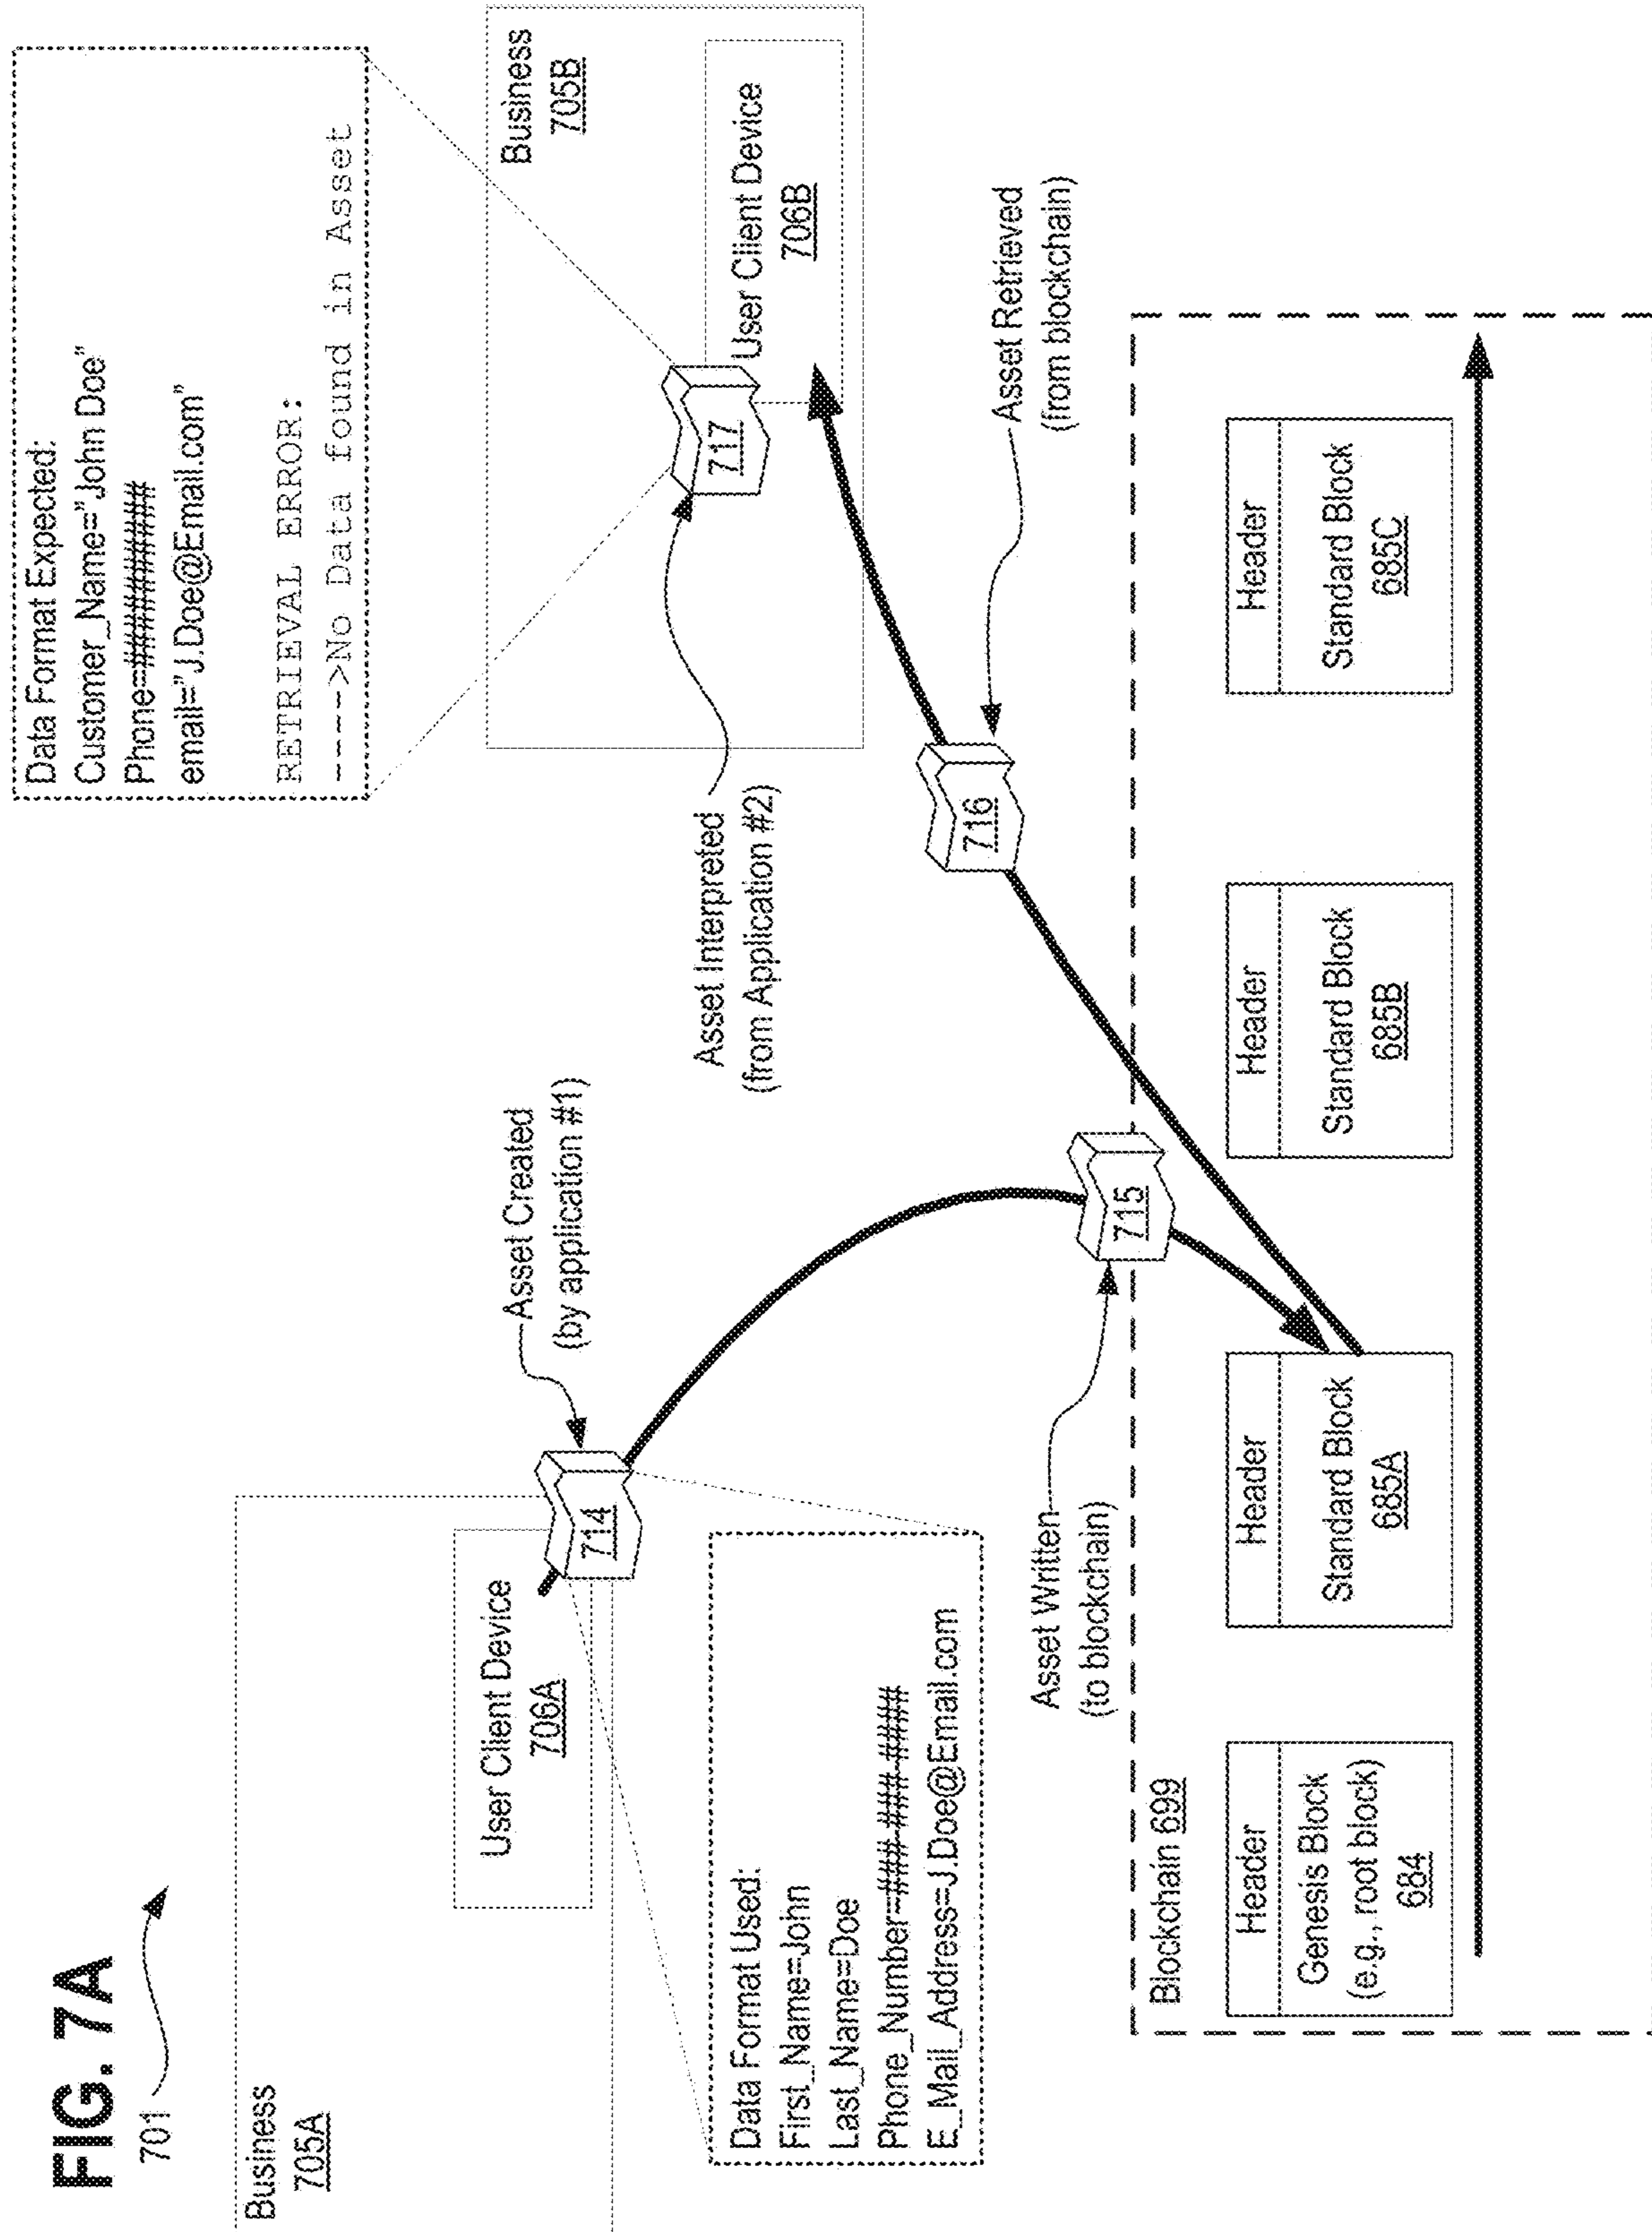 FIG. 7A
701
Business
705A
User Client Device
706A
714
Asset Created
(by application #1)
Data Format Used:
First_Name=John
Last_Name=Doe
Phone_Number=###-###-####
E_Mail_Address=J.Doe@Email.com
Data Format Expected:
Customer_Name="John Doe"
Phone=##########
email="J.Doe@Email.com"
RETRIEVAL ERROR:
---->No Data found in Asset
Business
705B
User Client Device
706B
717
Asset Interpreted
(from Application #2)
716
Asset Retrieved
(from blockchain)
Asset Written
(to blockchain)
715
Blockchain 699
Header
Genesis Block
(e.g., root block)
684
Header
Standard Block
685A
Header
Standard Block
685B
Header
Standard Block
685C